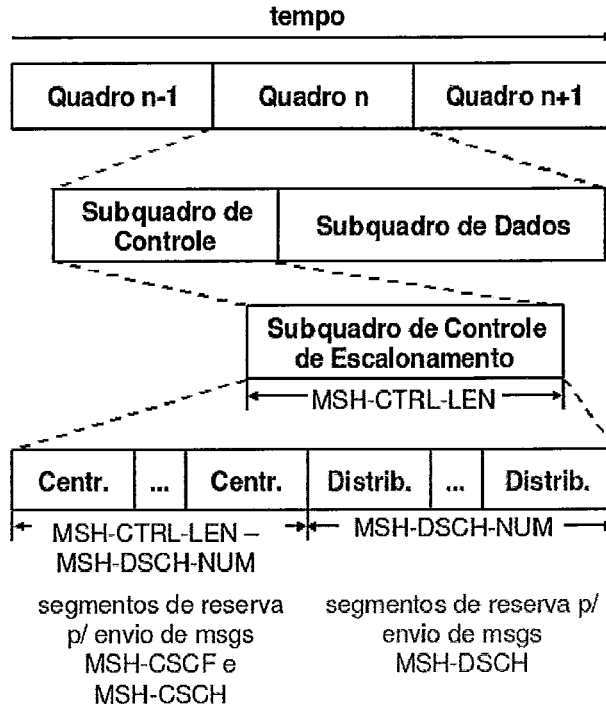 tempo
Quadro n-1 Quadro n Quadro n+1
Subquadro de Controle
Subquadro de Dados
Subquadro de Controle
de Escalonamento
MSH-CTRL-LEN
Centr. ... Centr. Distrib. ... Distrib.
MSH-CTRL-LEN –
MSH-DSCH-NUM
MSH-DSCH-NUM
segmentos de reserva
p/ envio de msgs
MSH-CSCF e
MSH-CSCH
segmentos de reserva p/
envio de msgs
MSH-DSCH